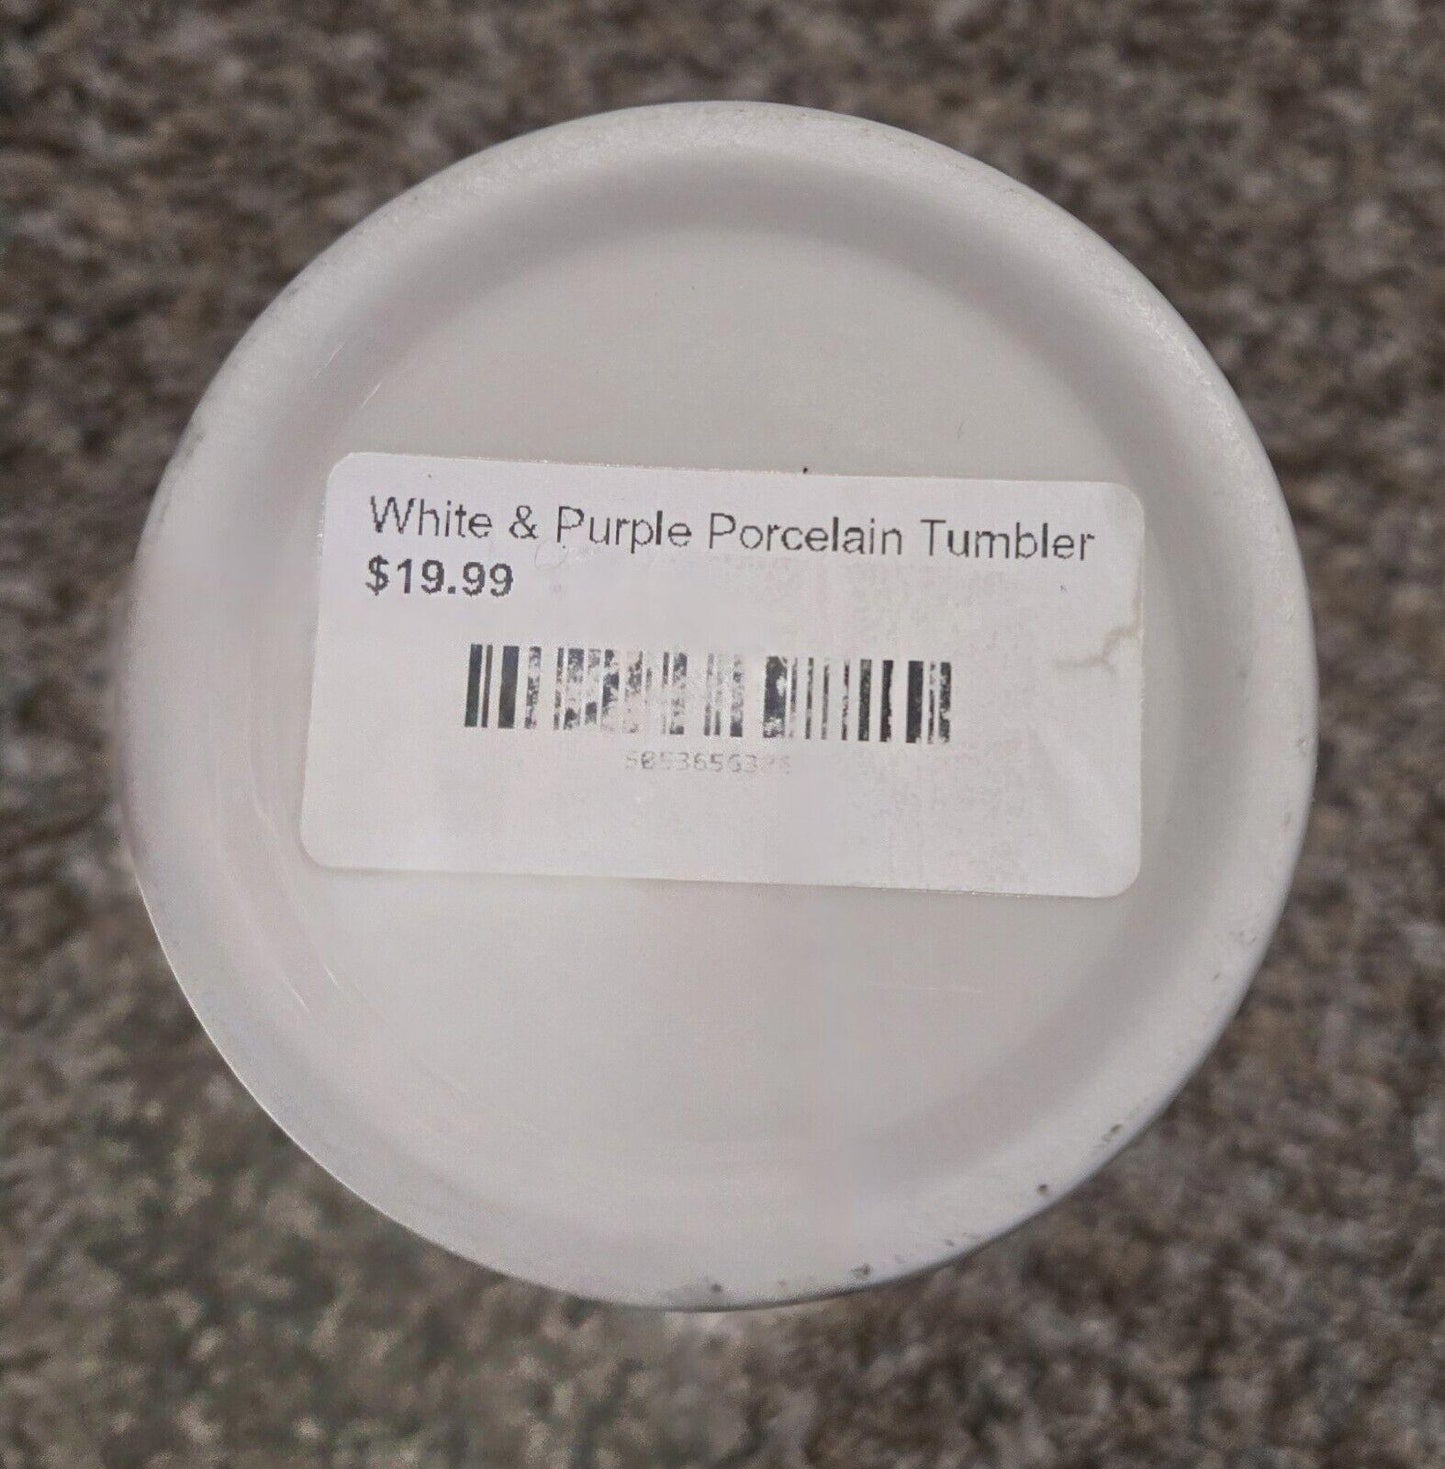 White & Purple Porcelain Tumbler
$19.99